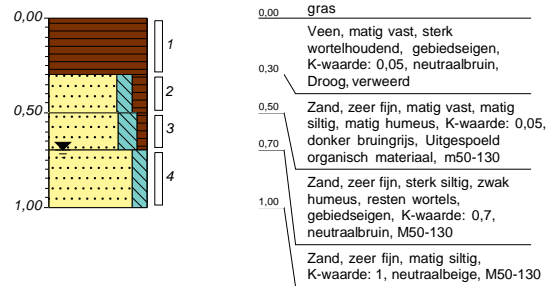 0,00
0,50
1,00
1
2
3
4
0,00
gras
Veen, matig vast, sterk
wortelhoudend, gebiedseigen,
K-waarde: 0,05, neutraalbruin,
Droog, verweerd
0,30
Zand, zeer fijn, matig vast, matig
siltig, matig humeus, K-waarde: 0,05,
donker bruingrijs, Uitgespoeld
organisch materiaal, m50-130
0,50
Zand, zeer fijn, sterk siltig, zwak
humeus, resten wortels,
gebiedseigen, K-waarde: 0,7,
neutraalbruin, M50-130
0,70
Zand, zeer fijn, matig siltig,
K-waarde: 1, neutraalbeige, M50-130
1,00